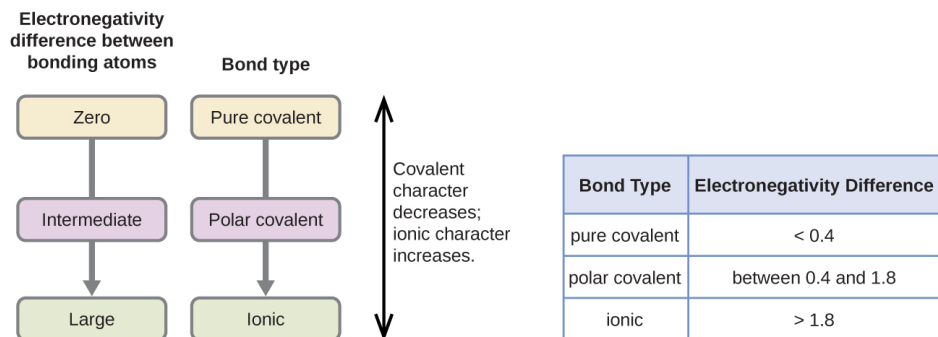 Electronegativity
difference between
bonding atoms
Bond type
Zero
Pure covalent
Intermediate
Polar covalent
Large
Ionic
Covalent
character
decreases;
ionic character
increases.
Bond Type Electronegativity Difference
pure covalent < 0.4
polar covalent between 0.4 and 1.8
ionic > 1.8